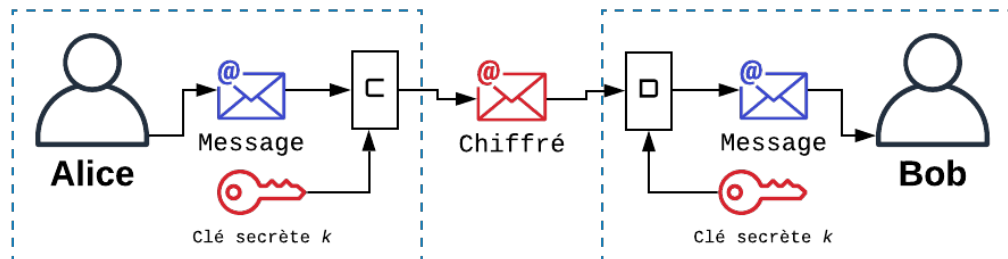 @
@
@
C
D
Message
Chiffré
Message
Alice
Bob
Clé secrète k
Clé secrète k